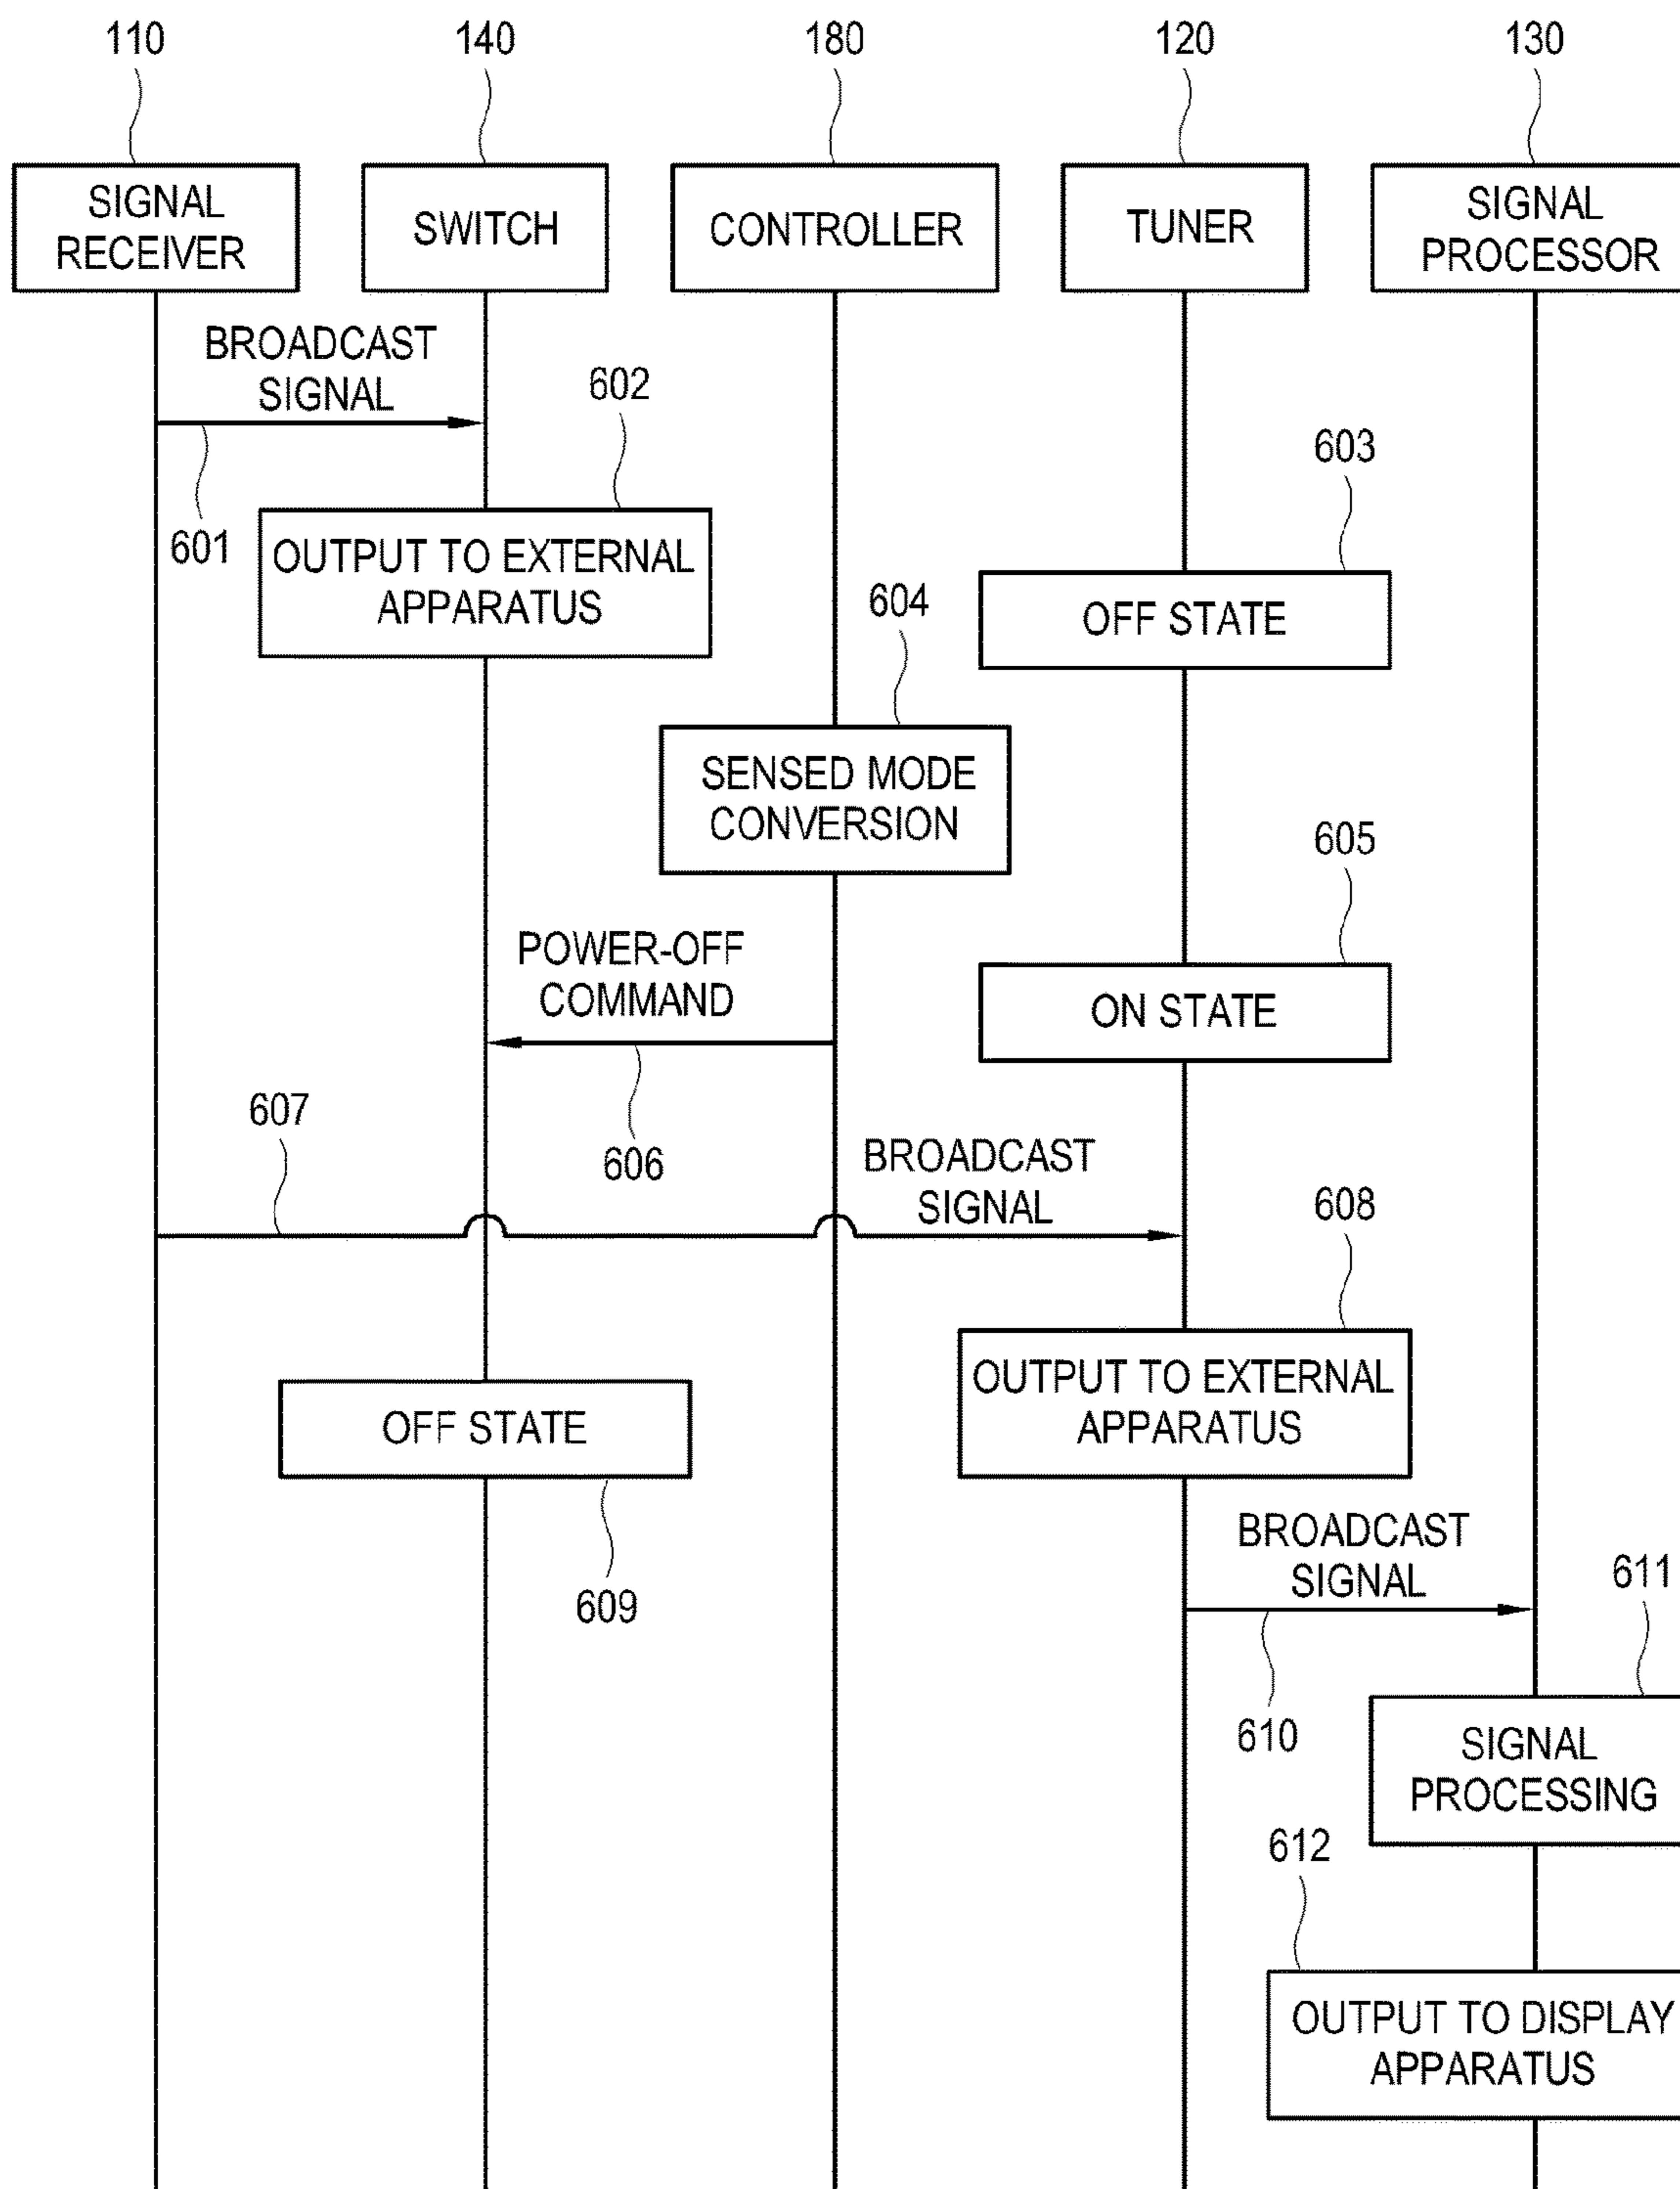 110
140
180
120
130
SIGNAL
RECEIVER
SWITCH
CONTROLLER
TUNER
SIGNAL
PROCESSOR
BROADCAST
SIGNAL
601
602
OUTPUT TO EXTERNAL
APPARATUS
603
OFF STATE
604
SENSED MODE
CONVERSION
605
ON STATE
POWER-OFF
COMMAND
606
607
BROADCAST
SIGNAL
608
OUTPUT TO EXTERNAL
APPARATUS
OFF STATE
609
BROADCAST
SIGNAL
610
611
SIGNAL
PROCESSING
612
OUTPUT TO DISPLAY
APPARATUS